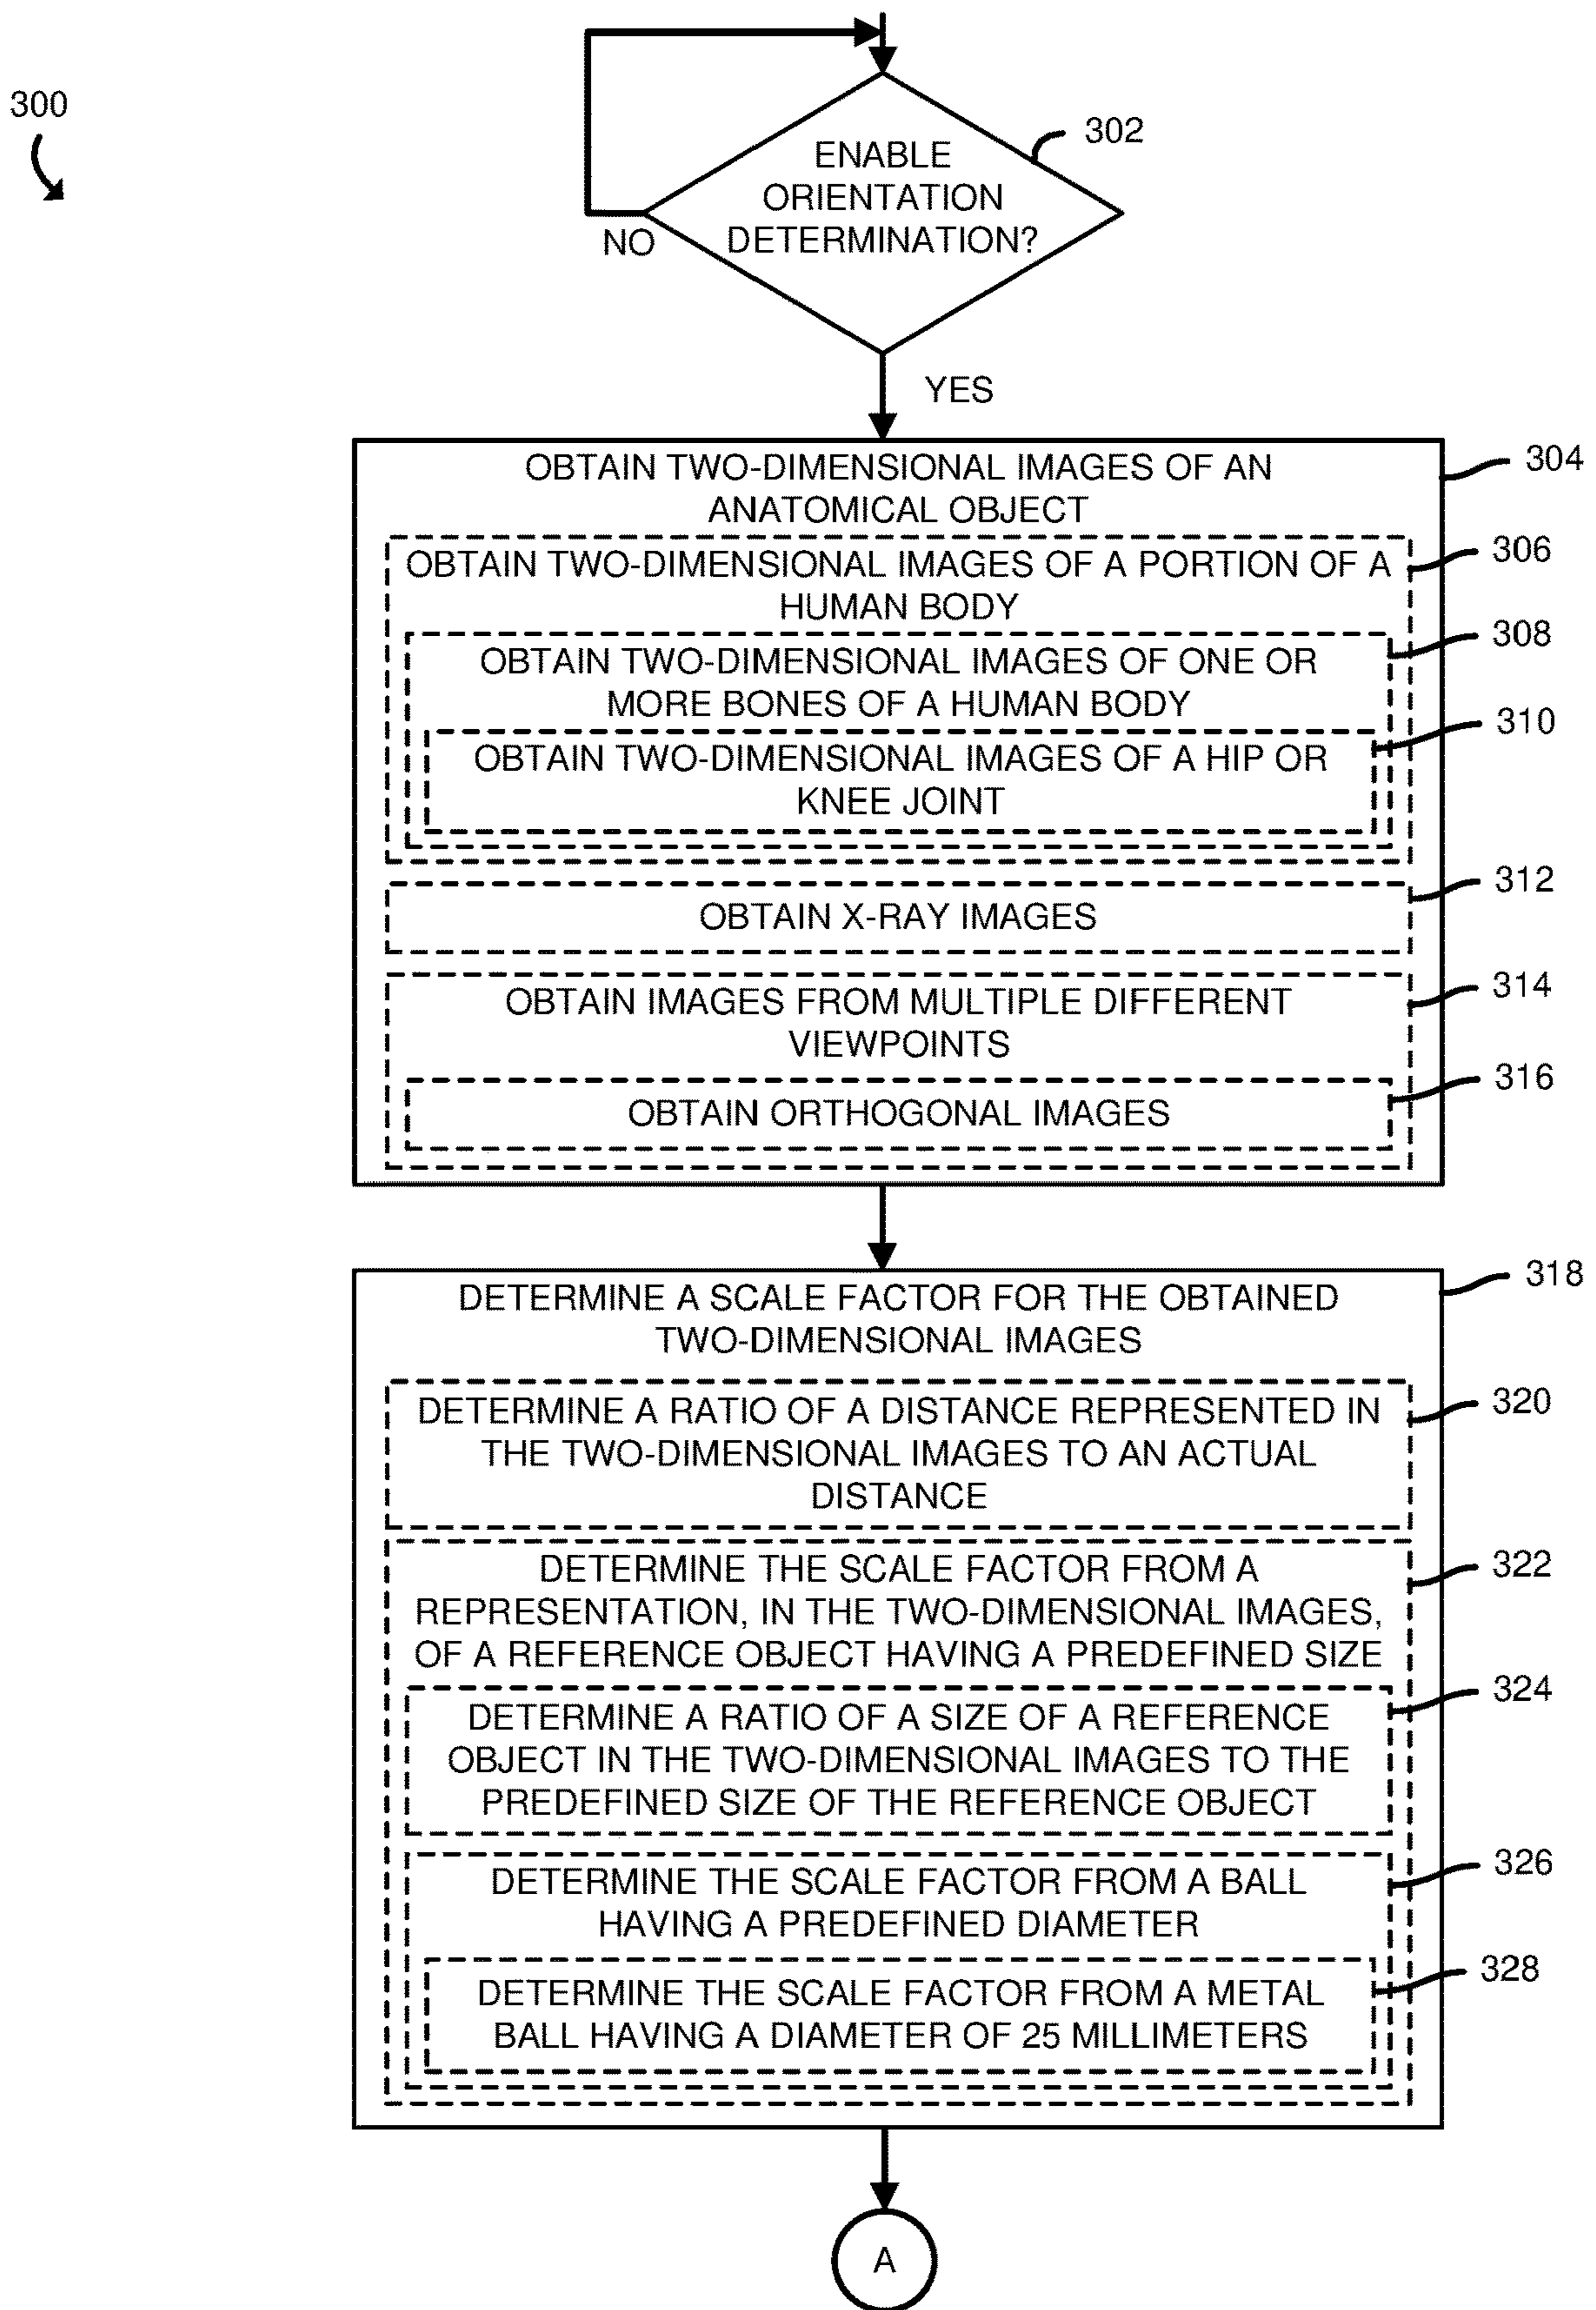 300
302
ENABLE
ORIENTATION
DETERMINATION?
NO
YES
304
OBTAIN TWO-DIMENSIONAL IMAGES OF AN
ANATOMICAL OBJECT
306
OBTAIN TWO-DIMENSIONAL IMAGES OF A PORTION OF A
HUMAN BODY
308
OBTAIN TWO-DIMENSIONAL IMAGES OF ONE OR
MORE BONES OF A HUMAN BODY
310
OBTAIN TWO-DIMENSIONAL IMAGES OF A HIP OR
KNEE JOINT
312
OBTAIN X-RAY IMAGES
314
OBTAIN IMAGES FROM MULTIPLE DIFFERENT
VIEWPOINTS
316
OBTAIN ORTHOGONAL IMAGES
318
DETERMINE A SCALE FACTOR FOR THE OBTAINED
TWO-DIMENSIONAL IMAGES
320
DETERMINE A RATIO OF A DISTANCE REPRESENTED IN
THE TWO-DIMENSIONAL IMAGES TO AN ACTUAL
DISTANCE
322
DETERMINE THE SCALE FACTOR FROM A
REPRESENTATION, IN THE TWO-DIMENSIONAL IMAGES,
OF A REFERENCE OBJECT HAVING A PREDEFINED SIZE
324
DETERMINE A RATIO OF A SIZE OF A REFERENCE
OBJECT IN THE TWO-DIMENSIONAL IMAGES TO THE
PREDEFINED SIZE OF THE REFERENCE OBJECT
326
DETERMINE THE SCALE FACTOR FROM A BALL
HAVING A PREDEFINED DIAMETER
328
DETERMINE THE SCALE FACTOR FROM A METAL
BALL HAVING A DIAMETER OF 25 MILLIMETERS
A